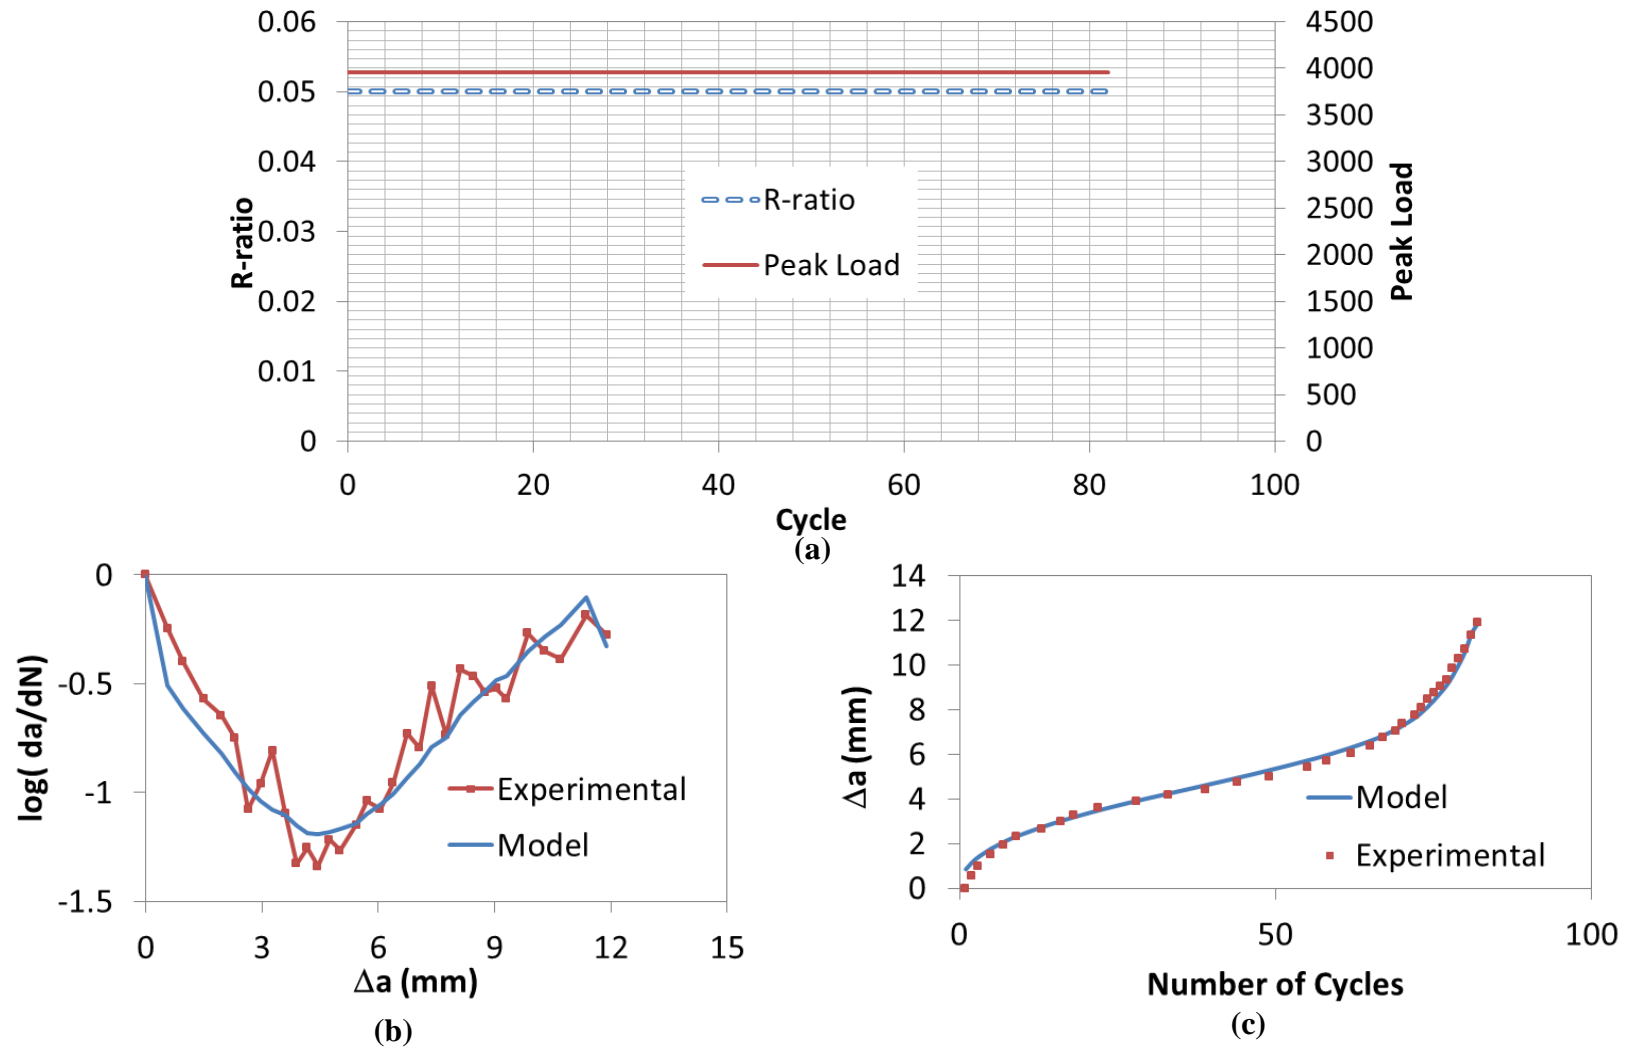 0.06
0.05
0.04
0.03
0.02
0.01
0
R-ratio
4500
4000
3500
3000
2500
2000
1500
1000
500
0
Peak Load
R-ratio
Peak Load
0 20 40 60 80 100
Cycle
(a)
0
-0.5
-1
-1.5
log( da/dN)
Experimental
Model
0 3 6 9 12 15
Δa (mm)
(b)
14
12
10
8
6
4
2
0
Δa (mm)
Model
Experimental
0 50 100
Number of Cycles
(c)